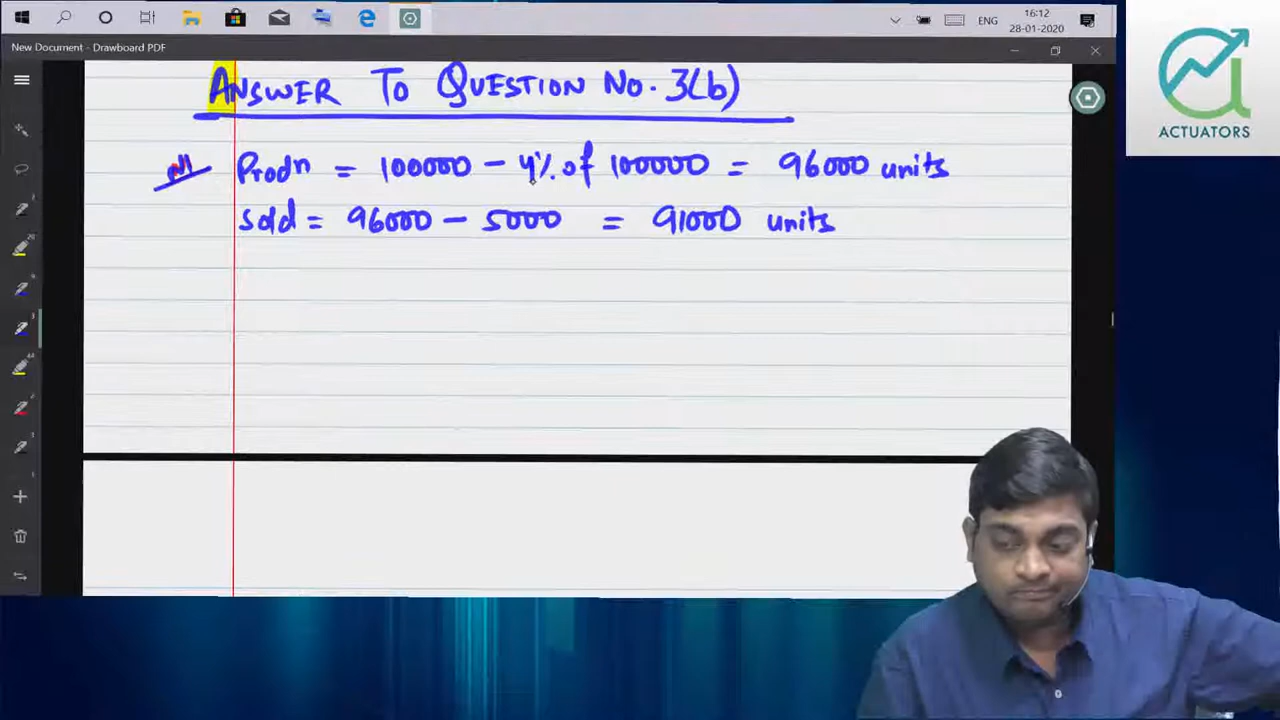 16:12
ENG
28-01-2020
New Document - Drawboard PDF
ACTUATORS
ANSWER TO QUESTION NO. 3(b)
Prodn = 100000 - 4% of 100000 = 96000 units
Sold = 96000 - 5000 = 91000 units